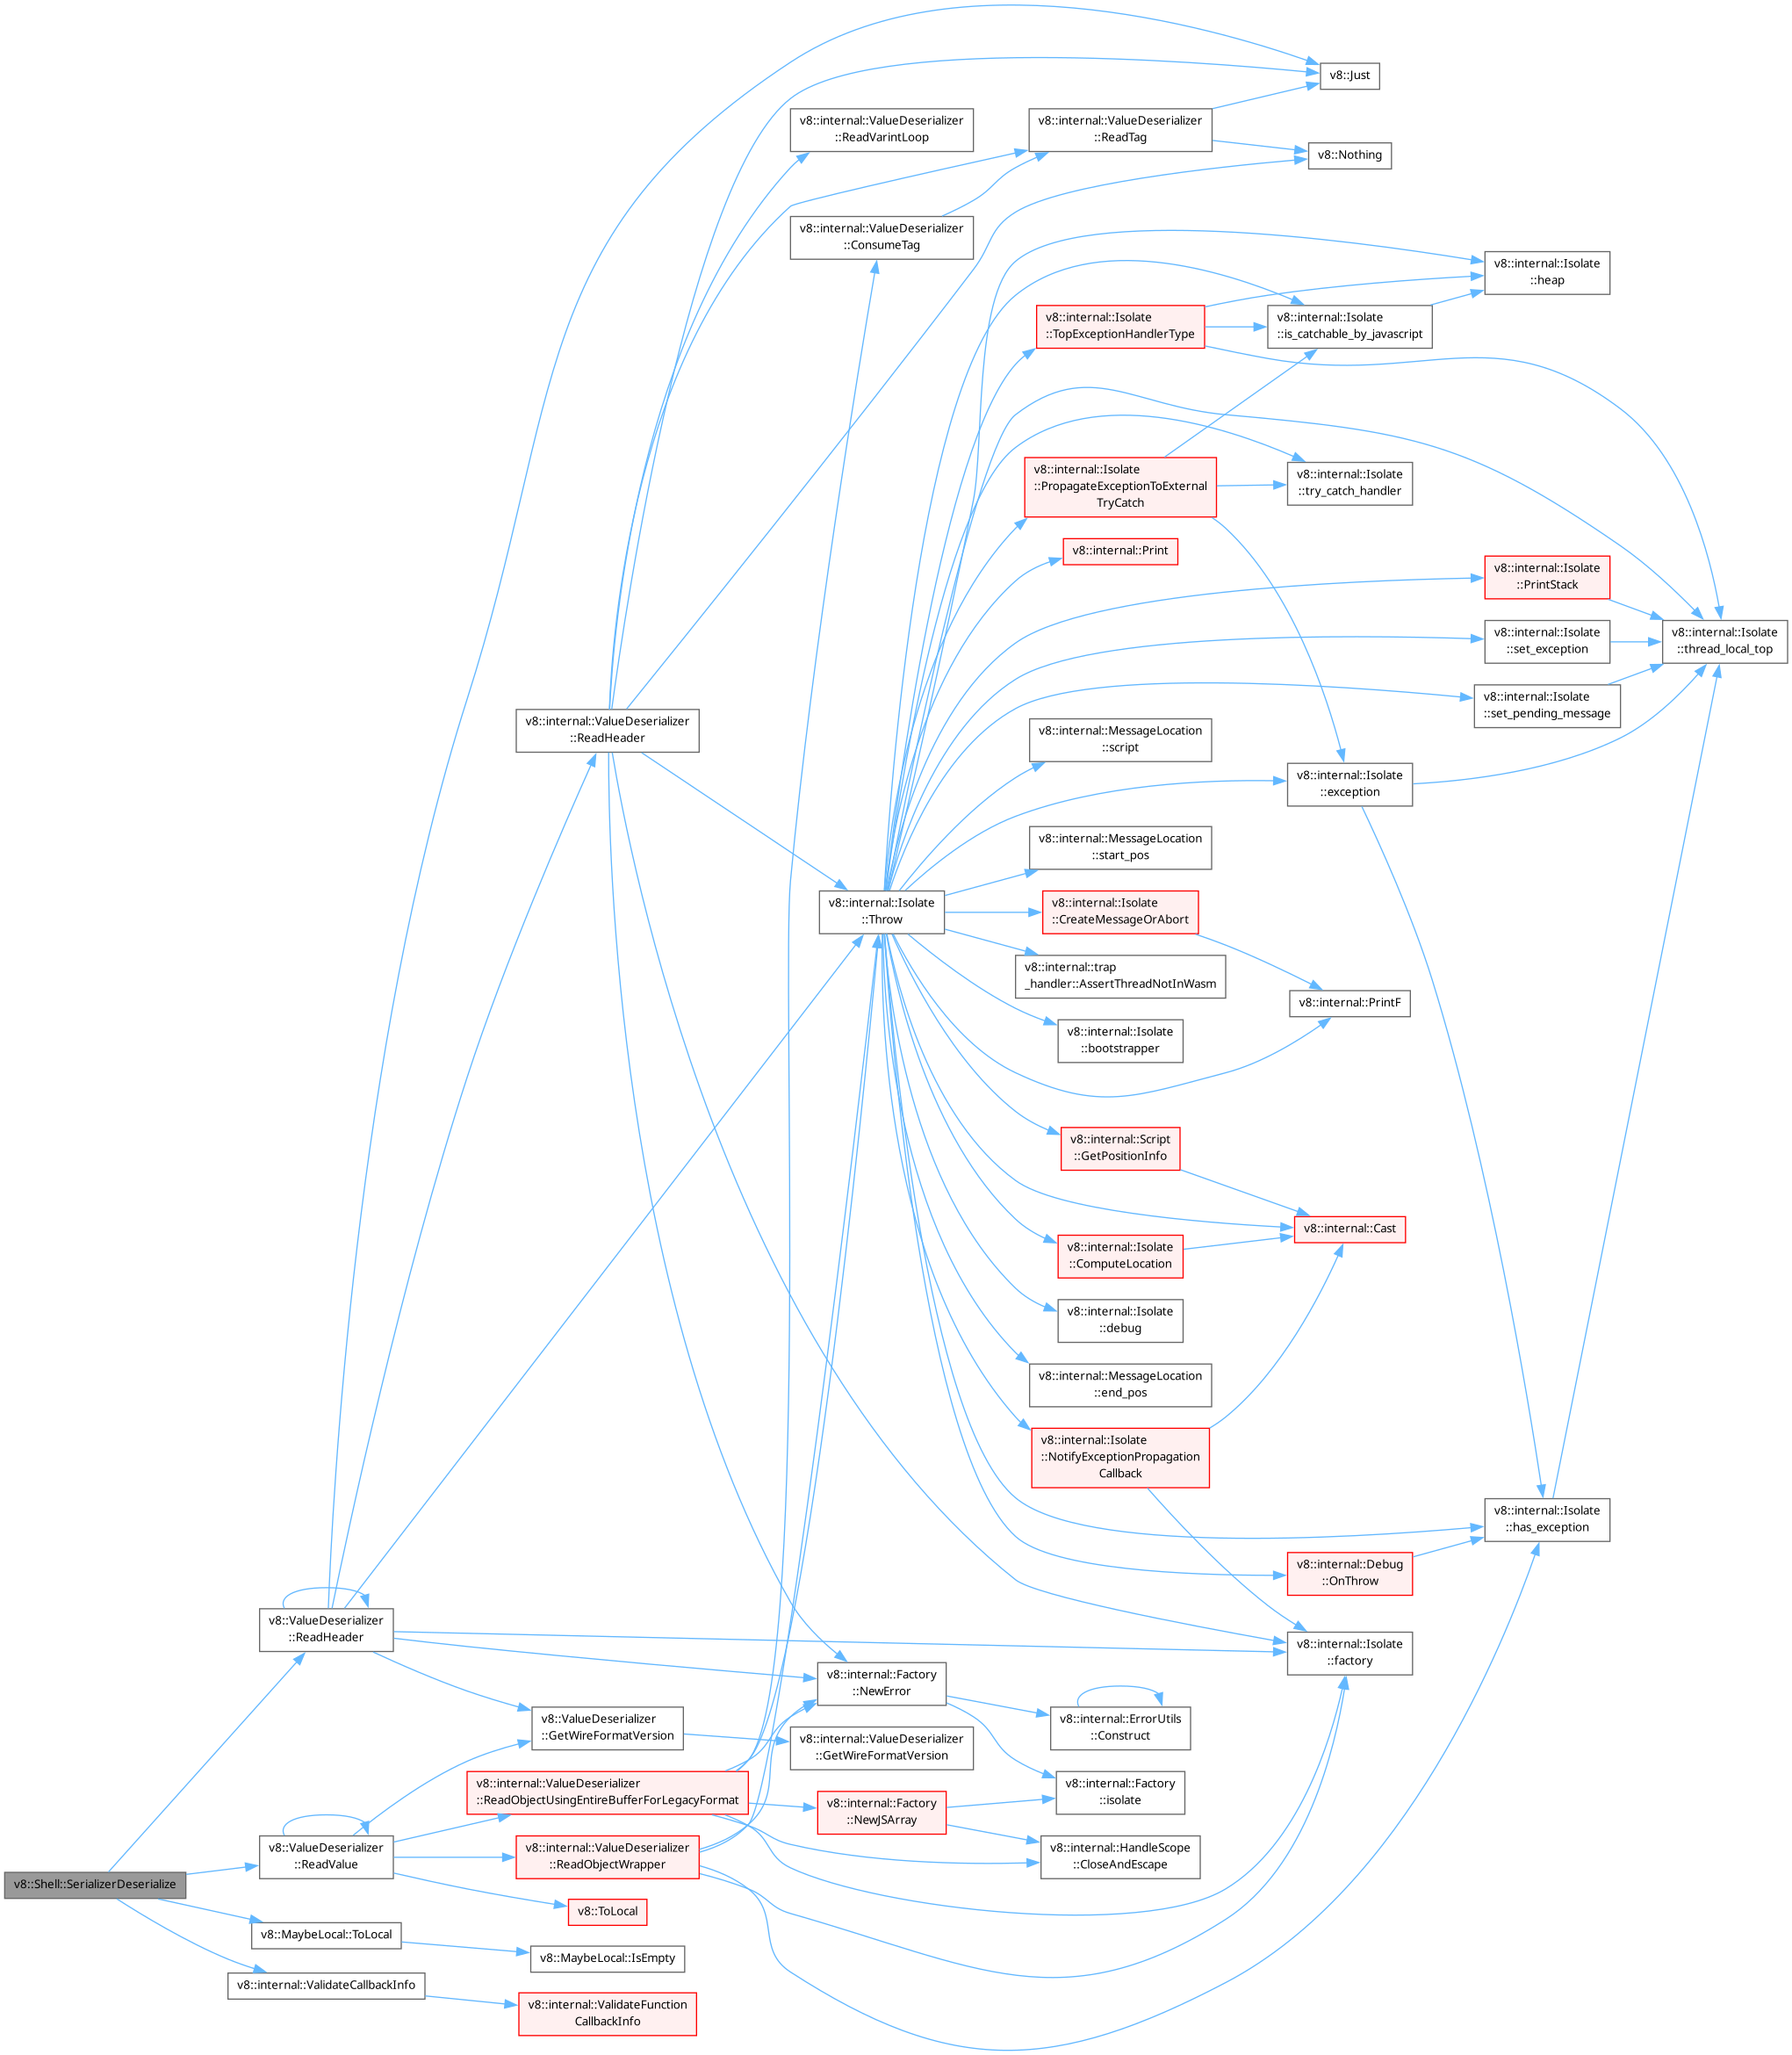 v8::Just
v8::internal::ValueDeserializer
::ReadVarintLoop
v8::internal::ValueDeserializer
::ReadTag
v8::Nothing
v8::internal::ValueDeserializer
::ConsumeTag
v8::internal::Isolate
::heap
v8::internal::Isolate
::TopExceptionHandlerType
v8::internal::Isolate
::is_catchable_by_javascript
v8::internal::Isolate
::PropagateExceptionToExternal
TryCatch
v8::internal::Isolate
::try_catch_handler
v8::internal::Print
v8::internal::Isolate
::PrintStack
v8::internal::Isolate
::set_exception
v8::internal::Isolate
::thread_local_top
v8::internal::Isolate
::set_pending_message
v8::internal::ValueDeserializer
::ReadHeader
v8::internal::MessageLocation
::script
v8::internal::Isolate
::exception
v8::internal::MessageLocation
::start_pos
v8::internal::Isolate
::Throw
v8::internal::Isolate
::CreateMessageOrAbort
v8::internal::trap
_handler::AssertThreadNotInWasm
v8::internal::PrintF
v8::internal::Isolate
::bootstrapper
v8::internal::Script
::GetPositionInfo
v8::internal::Cast
v8::internal::Isolate
::ComputeLocation
v8::internal::Isolate
::debug
v8::internal::MessageLocation
::end_pos
v8::internal::Isolate
::NotifyExceptionPropagation
Callback
v8::internal::Isolate
::has_exception
v8::internal::Debug
::OnThrow
v8::ValueDeserializer
::ReadHeader
v8::internal::Isolate
::factory
v8::internal::Factory
::NewError
v8::internal::ErrorUtils
::Construct
v8::ValueDeserializer
::GetWireFormatVersion
v8::internal::ValueDeserializer
::GetWireFormatVersion
v8::internal::ValueDeserializer
::ReadObjectUsingEntireBufferForLegacyFormat
v8::internal::Factory
::NewJSArray
v8::internal::Factory
::isolate
v8::ValueDeserializer
::ReadValue
v8::internal::ValueDeserializer
::ReadObjectWrapper
v8::internal::HandleScope
::CloseAndEscape
v8::Shell::SerializerDeserialize
v8::ToLocal
v8::MaybeLocal::ToLocal
v8::MaybeLocal::IsEmpty
v8::internal::ValidateCallbackInfo
v8::internal::ValidateFunction
CallbackInfo